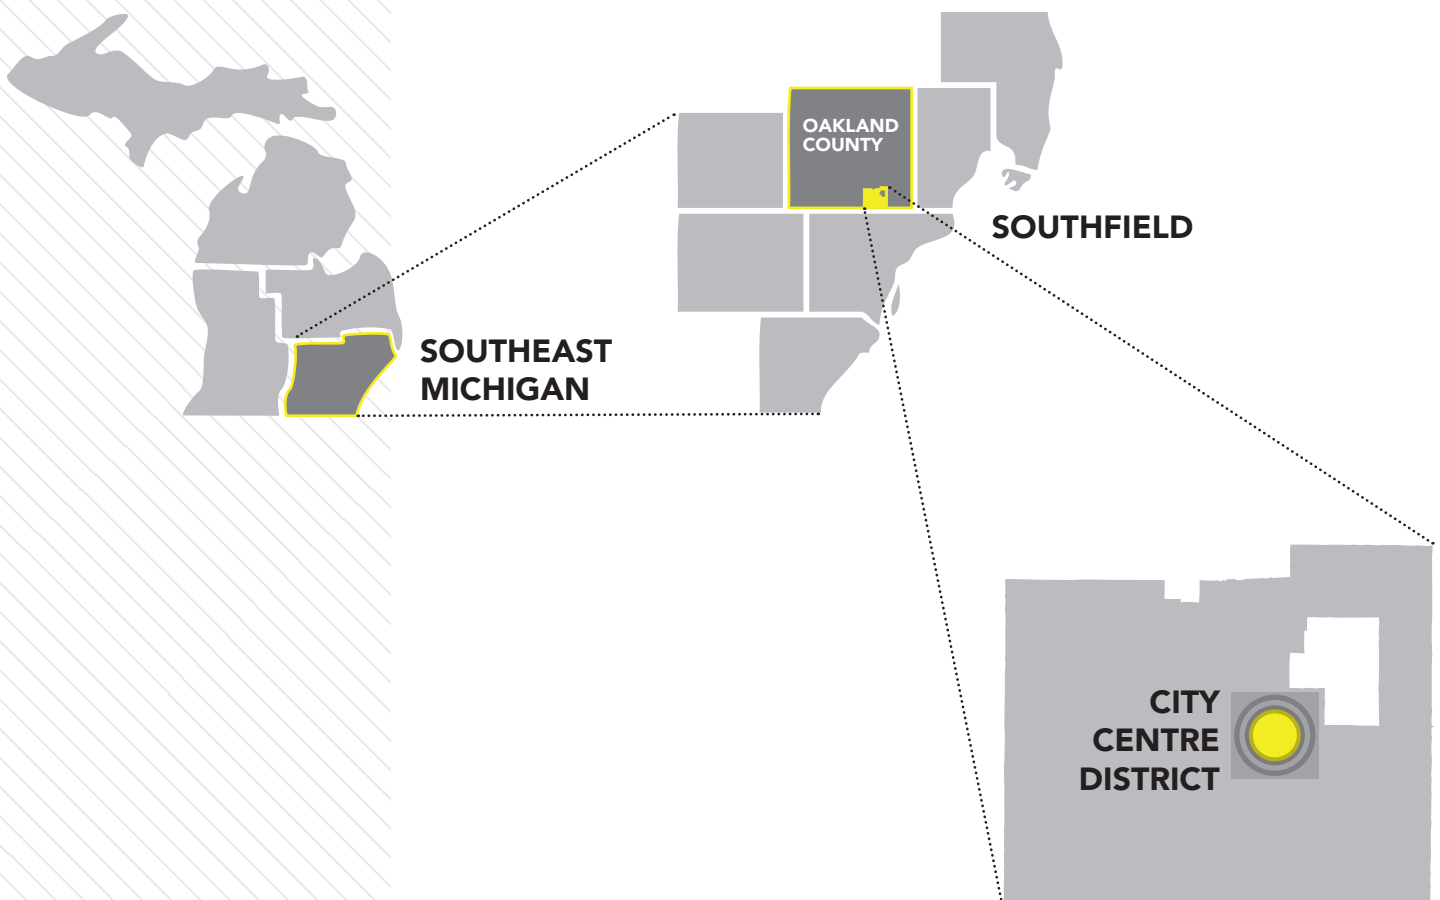 OAKLAND
COUNTY
SOUTHFIELD
SOUTHEAST
MICHIGAN
CITY
CENTRE
DISTRICT